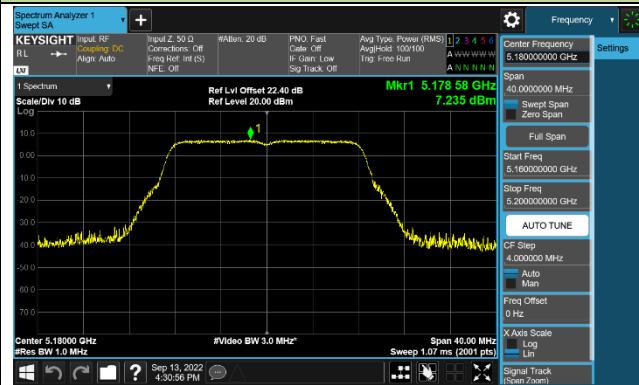 Spectrum Analyzer 1
Swept SA
+
Frequency
KEYSIGHT
RL
LXI
Input: RF
Coupling: DC
Align: Auto
Input Z: 50 Ω
Corrections: Off
Freq Ref: Int (S)
NFE: Off
#Atten: 20 dB
PNO: Fast
Gate: Off
IF Gain: Low
Sig Track: Off
Avg Type: Power (RMS)
Avg|Hold: 100/100
Trig: Free Run
1 2 3 4 5 6
A W W W W W
A N N N N N
Center Frequency
5.180000000 GHz
Settings
Span
40.0000000 MHz
Swept Span
Zero Span
Full Span
Start Freq
5.160000000 GHz
Stop Freq
5.200000000 GHz
AUTO TUNE
CF Step
4.000000 MHz
Auto
Man
Freq Offset
0 Hz
X Axis Scale
Log
Lin
Signal Track
(Span Zoom)
1 Spectrum
Scale/Div 10 dB
Ref Lvl Offset 22.40 dB
Ref Level 20.00 dBm
Mkr1 5.178 58 GHz
7.235 dBm
Log
10.0
0.00
-10.0
-20.0
-30.0
-40.0
-50.0
-60.0
-70.0
1
Center 5.18000 GHz
#Res BW 1.0 MHz
#Video BW 3.0 MHz*
Span 40.00 MHz
Sweep 1.07 ms (2001 pts)
?
Sep 13, 2022
4:30:56 PM